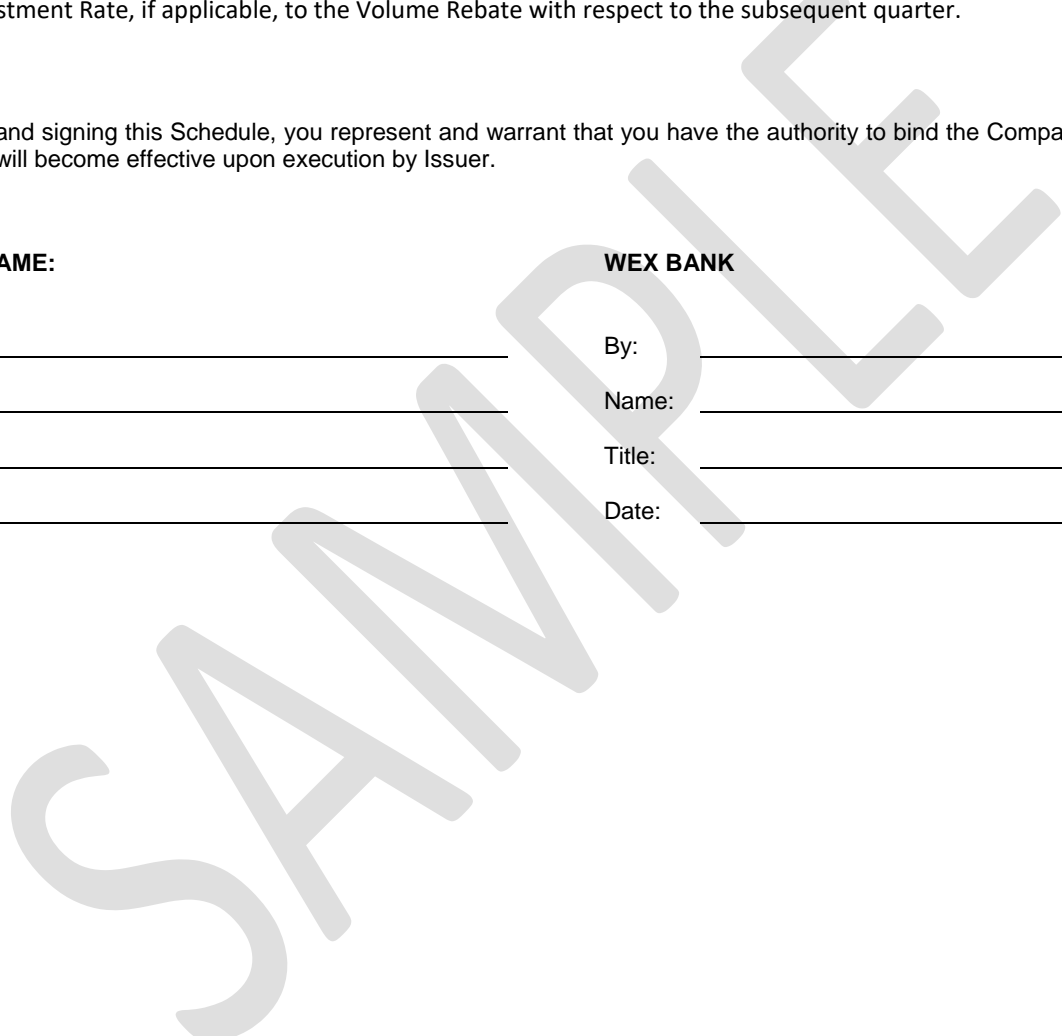 stment Rate, if applicable, to the Volume Rebate with respect to the subsequent quarter.
and signing this Schedule, you represent and warrant that you have the authority to bind the Compa
will become effective upon execution by Issuer.
AME:
WEX BANK
By:
Name:
Title:
Date:
SAMPLE